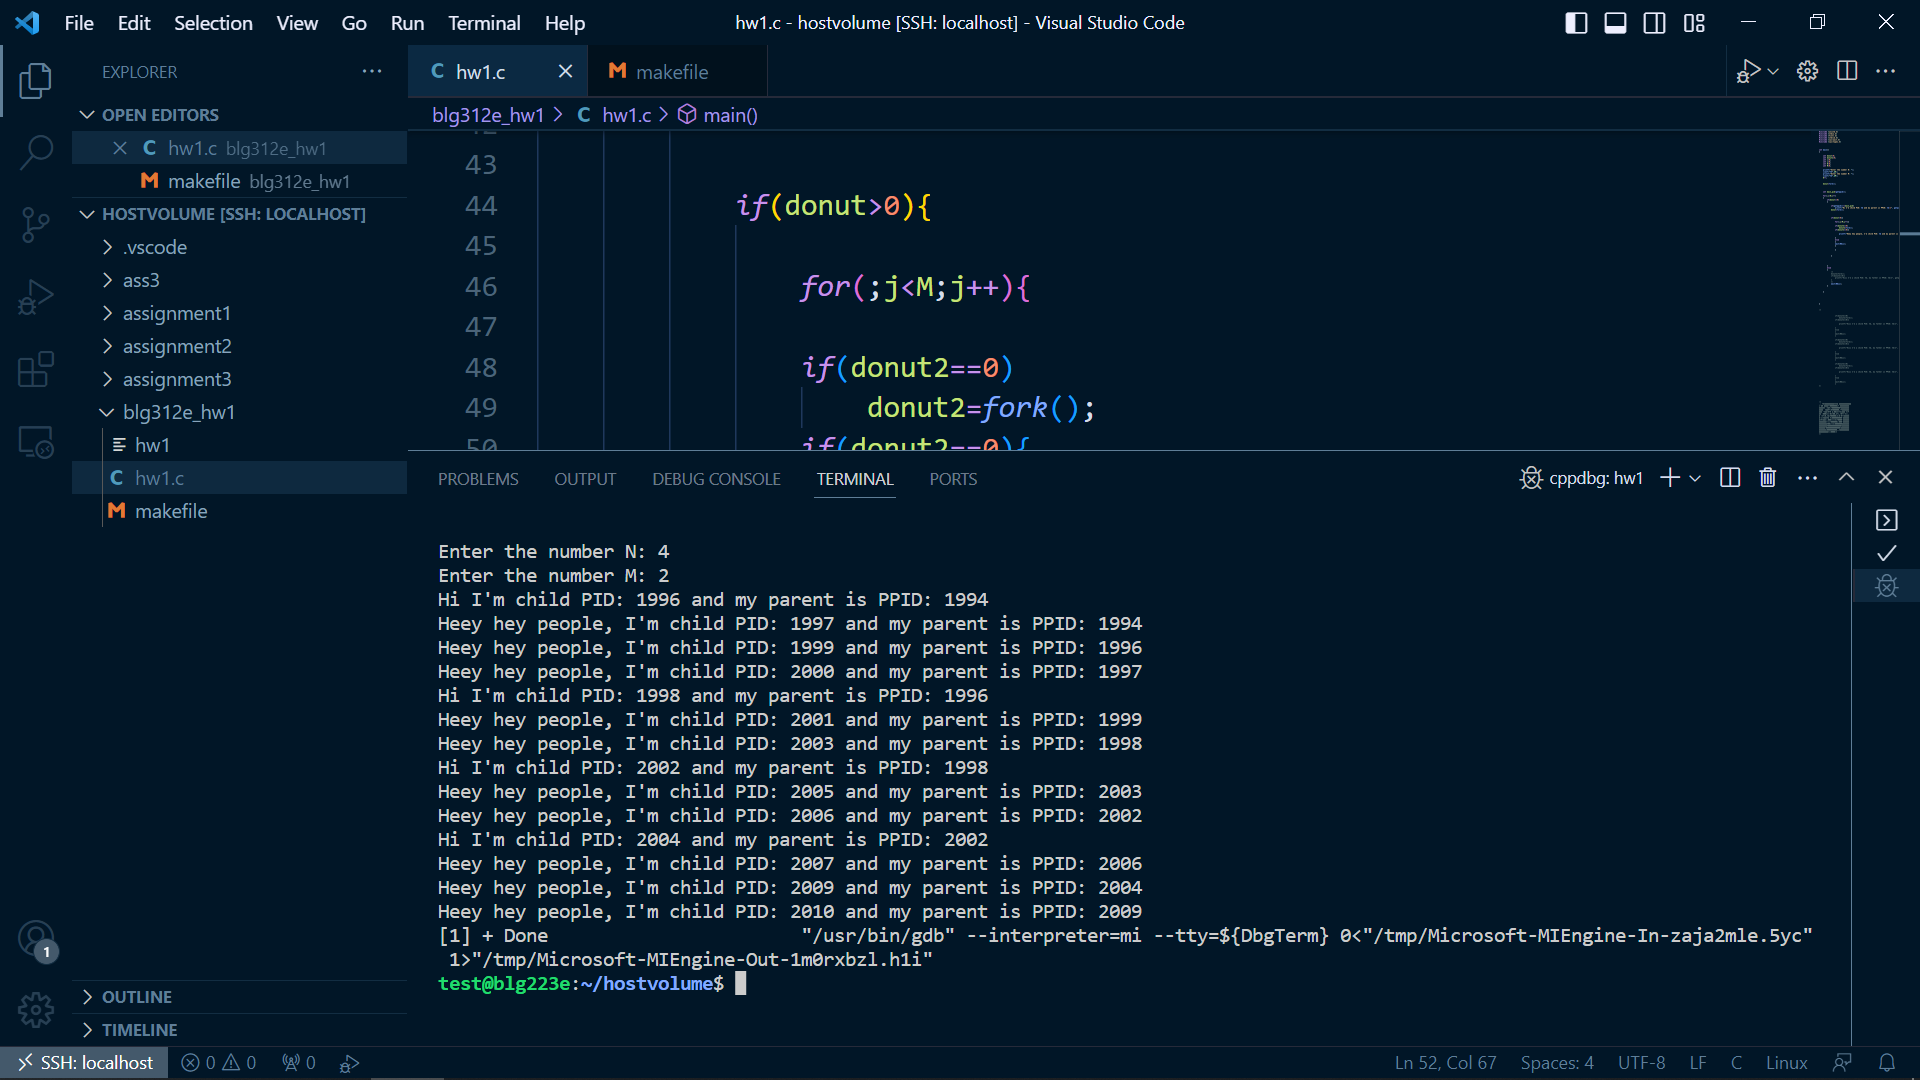 File Edit Selection View Go Run Terminal Help
hw1.c - hostvolume [SSH: localhost] - Visual Studio Code
EXPLORER
OPEN EDITORS
C hw1.c blg312e_hw1
M makefile blg312e_hw1
HOSTVOLUME [SSH: LOCALHOST]
.vscode
ass3
assignment1
assignment2
assignment3
blg312e_hw1
hw1
C hw1.c
M makefile
OUTLINE
TIMELINE
C hw1.c
M makefile
blg312e_hw1 > C hw1.c > main()
43
44 if(donut>0){
45
46 for(;j<M;j++){
47
48 if(donut2==0)
49 donut2=fork();
50 if(donut2==0){
PROBLEMS OUTPUT DEBUG CONSOLE TERMINAL PORTS
cppdbg: hw1
Enter the number N: 4
Enter the number M: 2
Hi I'm child PID: 1996 and my parent is PPID: 1994
Heey hey people, I'm child PID: 1997 and my parent is PPID: 1994
Heey hey people, I'm child PID: 1999 and my parent is PPID: 1996
Heey hey people, I'm child PID: 2000 and my parent is PPID: 1997
Hi I'm child PID: 1998 and my parent is PPID: 1996
Heey hey people, I'm child PID: 2001 and my parent is PPID: 1999
Heey hey people, I'm child PID: 2003 and my parent is PPID: 1998
Hi I'm child PID: 2002 and my parent is PPID: 1998
Heey hey people, I'm child PID: 2005 and my parent is PPID: 2003
Heey hey people, I'm child PID: 2006 and my parent is PPID: 2002
Hi I'm child PID: 2004 and my parent is PPID: 2002
Heey hey people, I'm child PID: 2007 and my parent is PPID: 2006
Heey hey people, I'm child PID: 2009 and my parent is PPID: 2004
Heey hey people, I'm child PID: 2010 and my parent is PPID: 2009
[1] + Done "/usr/bin/gdb" --interpreter=mi --tty=${DbgTerm} 0<"/tmp/Microsoft-MIEngine-In-zaja2mle.5yc"
1>"/tmp/Microsoft-MIEngine-Out-1m0rxbzl.h1i"
test@blg223e:~/hostvolume$
1
SSH: localhost 0 0 0
Ln 52, Col 67 Spaces: 4 UTF-8 LF C Linux